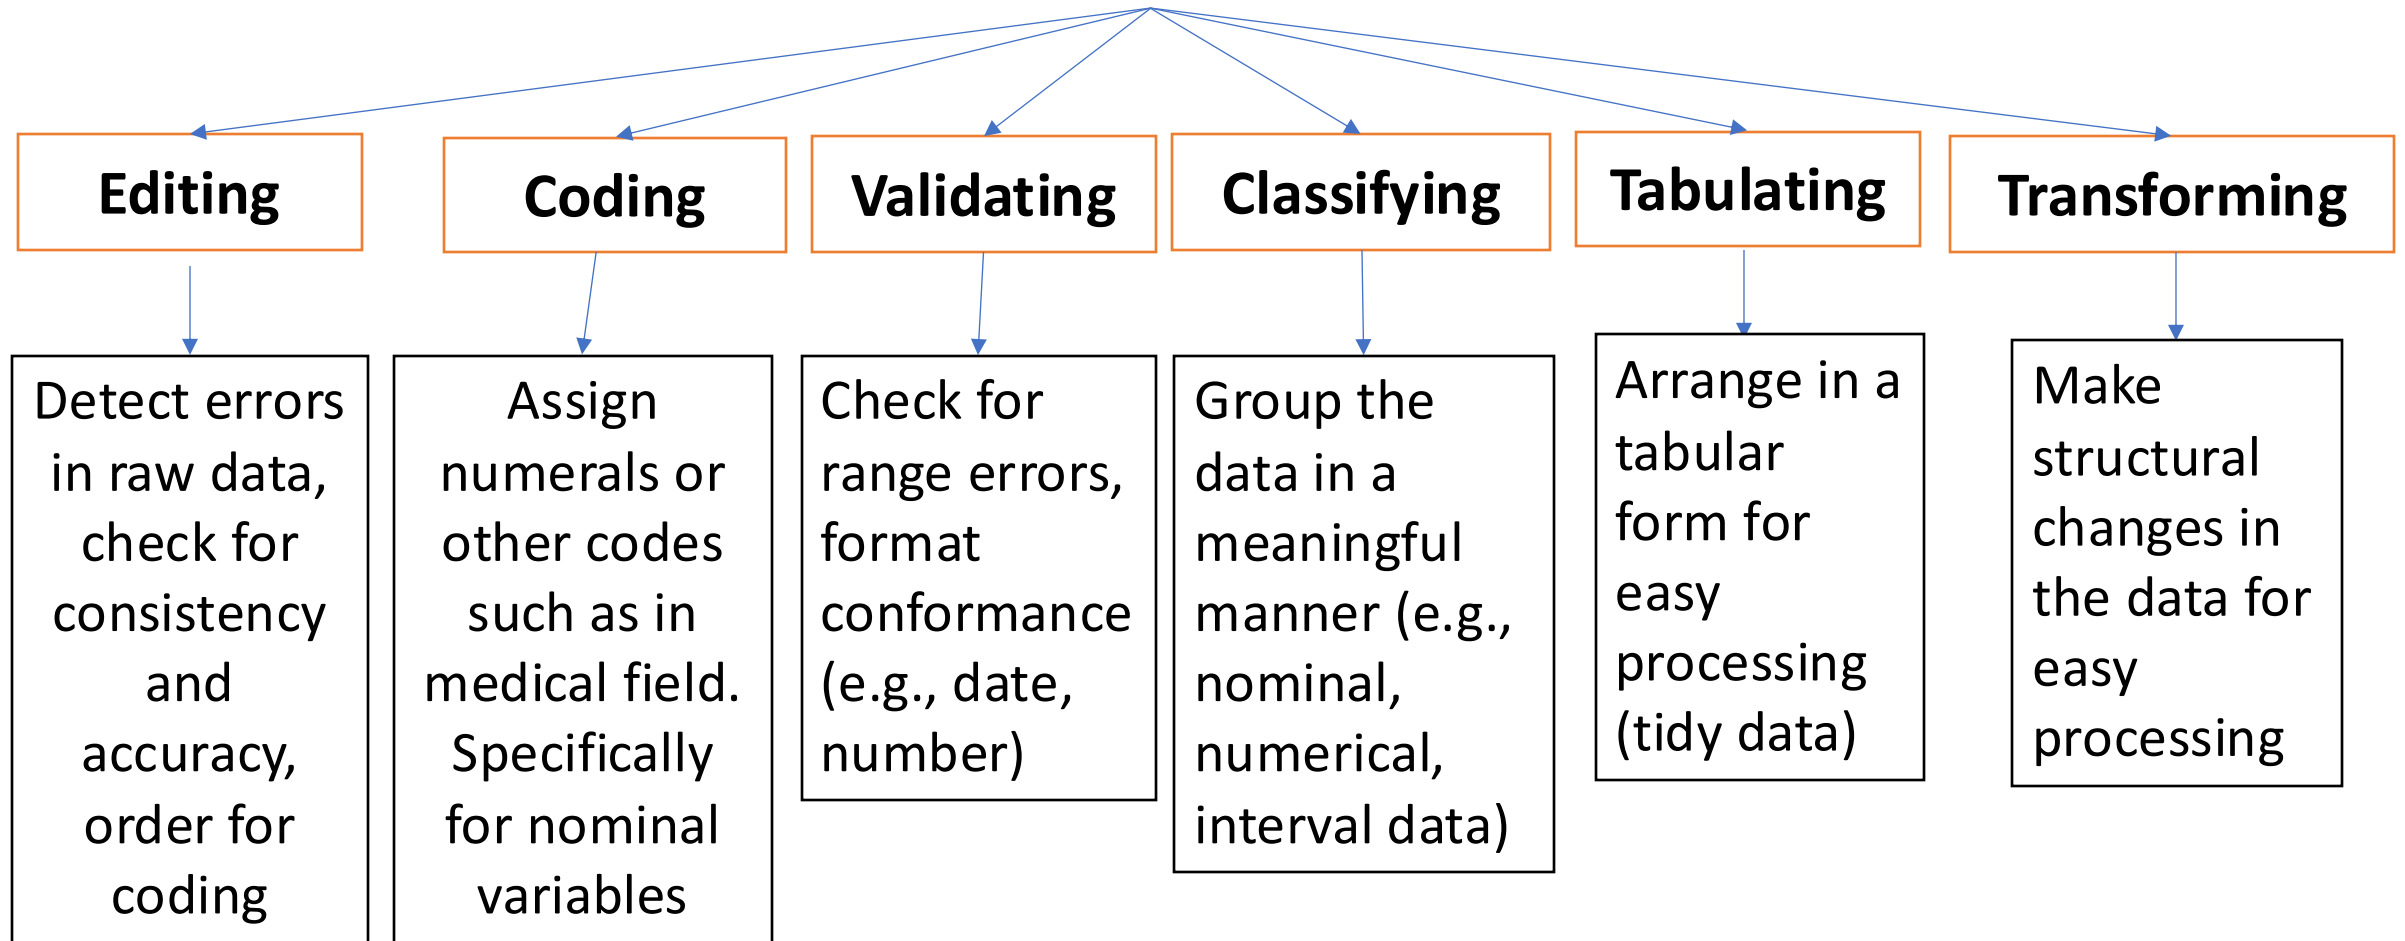 Editing
Coding
Validating
Classifying
Tabulating
Transforming
Detect errors
in raw data,
check for
consistency
and
accuracy,
order for
coding
Assign
numerals or
other codes
such as in
medical field.
Specifically
for nominal
variables
Check for
range errors,
format
conformance
(e.g., date,
number)
Group the
data in a
meaningful
manner (e.g.,
nominal,
numerical,
interval data)
Arrange in a
tabular
form for
easy
processing
(tidy data)
Make
structural
changes in
the data for
easy
processing